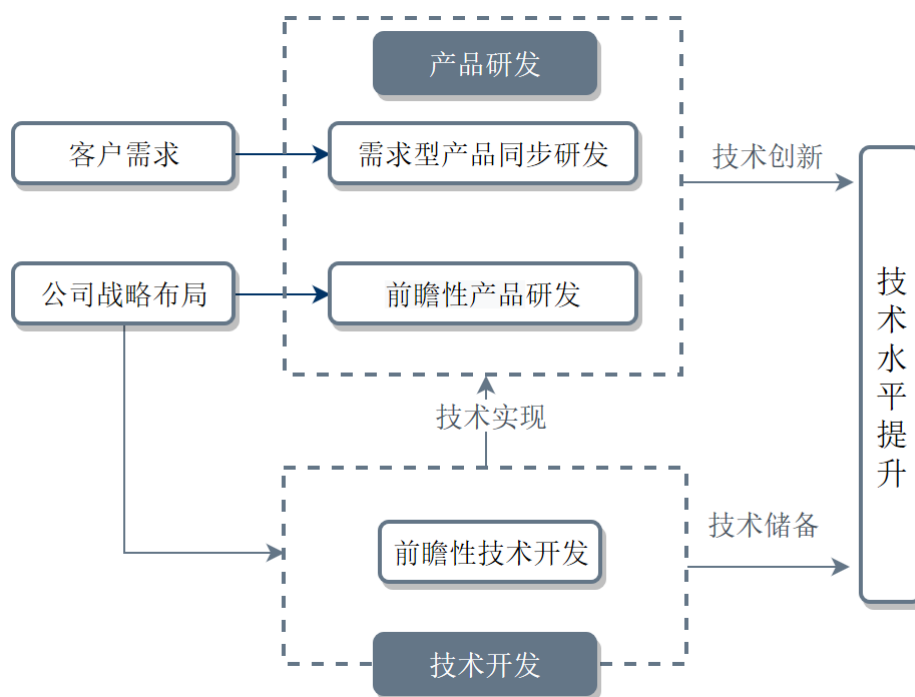 产品研发
客户需求
需求型产品同步研发
技术创新
公司战略布局
前瞻性产品研发
技术水平提升
技术实现
前瞻性技术开发
技术储备
技术开发